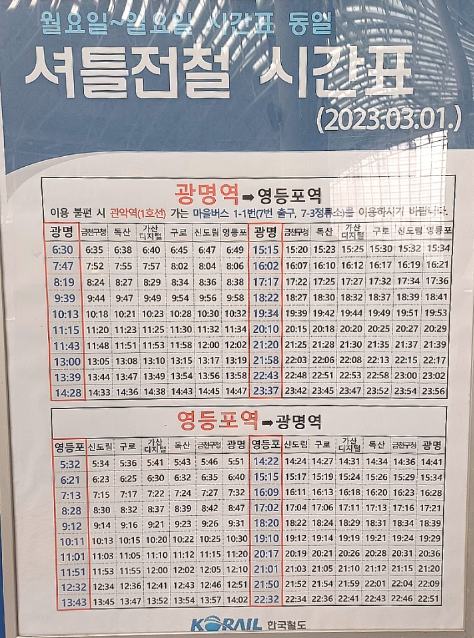 월요일~일요일 시간표 동일
셔틀전철 시간표
(2023.03.01.)
광명역➡영등포역
이용 불편 시 관악역(1호선) 가는 마을버스 1-1번(7번 출구, 7-3정류소)를 이용하시기 바랍니다.
광명 금천구청 독산 가산디지털 구로 신도림 영등포 광명 금천구청 독산 가산디지털 구로 신도림 영등포
6:30 6:35 6:38 6:40 6:45 6:47 6:49 15:15 15:20 15:23 15:25 15:30 15:32 15:34
7:47 7:52 7:55 7:57 8:02 8:04 8:06 16:02 16:07 16:10 16:12 16:17 16:19 16:21
8:19 8:24 8:27 8:29 8:34 8:36 8:38 17:17 17:22 17:25 17:27 17:32 17:34 17:36
9:39 9:44 9:47 9:49 9:54 9:56 9:58 18:22 18:27 18:30 18:32 18:37 18:39 18:41
10:13 10:18 10:21 10:23 10:28 10:30 10:32 19:34 19:39 19:42 19:44 19:49 19:51 19:53
11:15 11:20 11:23 11:25 11:30 11:32 11:34 20:10 20:15 20:18 20:20 20:25 20:27 20:29
11:43 11:48 11:51 11:53 11:58 12:00 12:02 21:20 21:25 21:28 21:30 21:35 21:37 21:39
13:00 13:05 13:08 13:10 13:15 13:17 13:19 21:58 22:03 22:06 22:08 22:13 22:15 22:17
13:39 13:44 13:47 13:49 13:54 13:56 13:58 22:43 22:48 22:51 22:53 22:58 23:00 23:02
14:28 14:33 14:36 14:38 14:43 14:45 14:47 23:37 23:42 23:45 23:47 23:52 23:54 23:56
영등포역➡광명역
영등포 신도림 구로 가산디지털 독산 금천구청 광명 영등포 신도림 구로 가산디지털 독산 금천구청 광명
5:32 5:34 5:36 5:41 5:43 5:46 5:51 14:22 14:24 14:27 14:31 14:34 14:36 14:41
6:21 6:23 6:25 6:30 6:32 6:35 6:40 15:15 15:17 15:19 15:24 15:26 15:29 15:34
7:13 7:15 7:17 7:22 7:24 7:27 7:32 16:09 16:11 16:13 16:18 16:20 16:23 16:28
8:28 8:30 8:32 8:37 8:39 8:42 8:47 17:02 17:04 17:06 17:11 17:13 17:16 17:21
9:12 9:14 9:16 9:21 9:23 9:26 9:31 18:20 18:22 18:24 18:29 18:31 18:34 18:39
10:11 10:13 10:15 10:20 10:22 10:25 10:30 19:10 19:12 19:14 19:19 19:21 19:24 19:29
11:01 11:03 11:05 11:10 11:12 11:15 11:20 20:17 20:19 20:21 20:26 20:28 20:31 20:36
11:51 11:53 11:55 12:00 12:02 12:05 12:10 21:01 21:03 21:05 21:10 21:12 21:15 21:20
12:32 12:34 12:36 12:41 12:43 12:46 12:51 21:50 21:52 21:54 21:59 22:01 22:04 22:09
13:43 13:45 13:47 13:52 13:54 13:57 14:02 22:32 22:34 22:36 22:41 22:43 22:46 22:51
KORAIL 한국철도